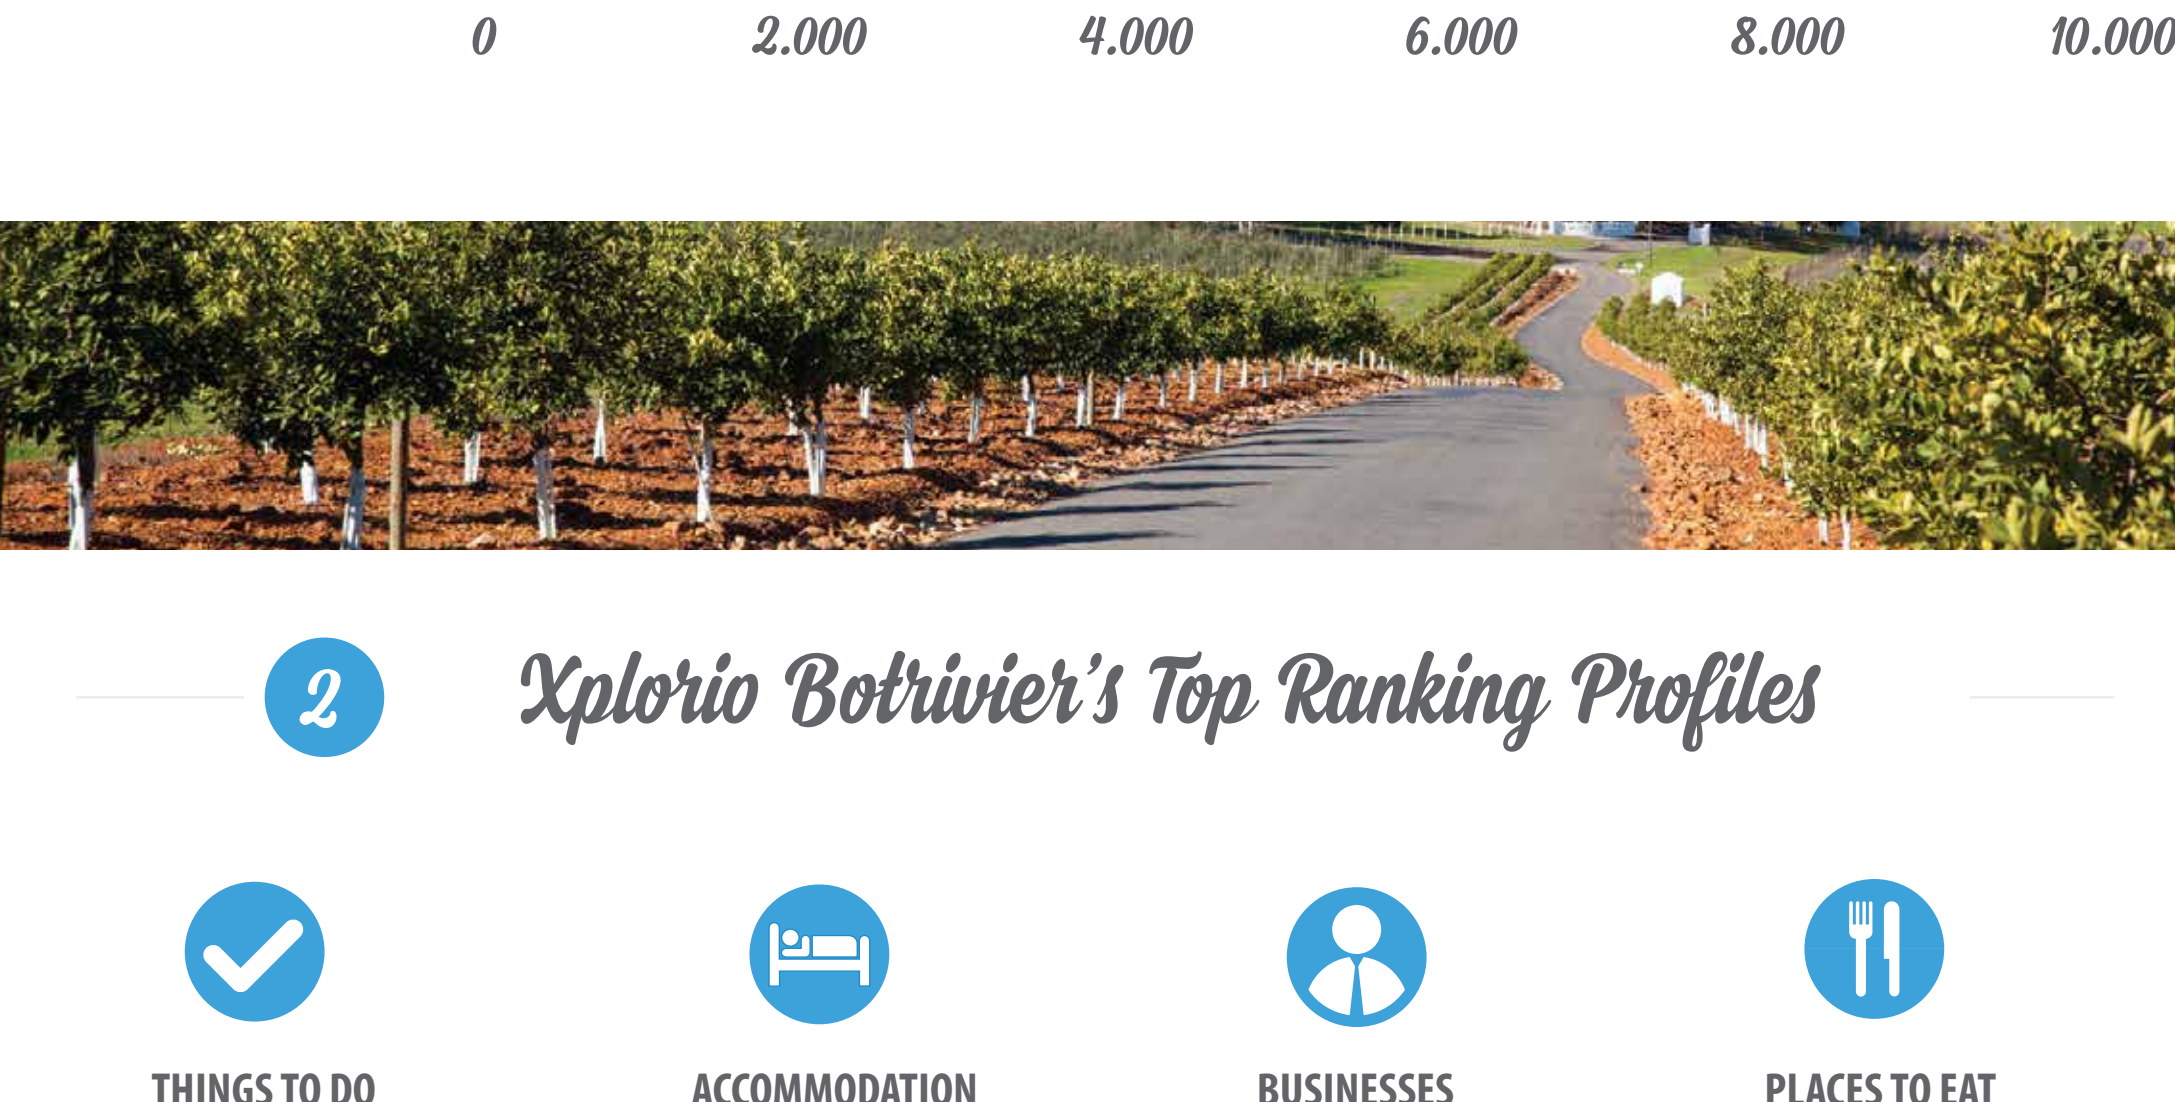 0 2.000 4.000 6.000 8.000 10.000
2 Xplorio Botrivier's Top Ranking Profiles
THINGS TO DO ACCOMMODATION BUSINESSES PLACES TO EAT